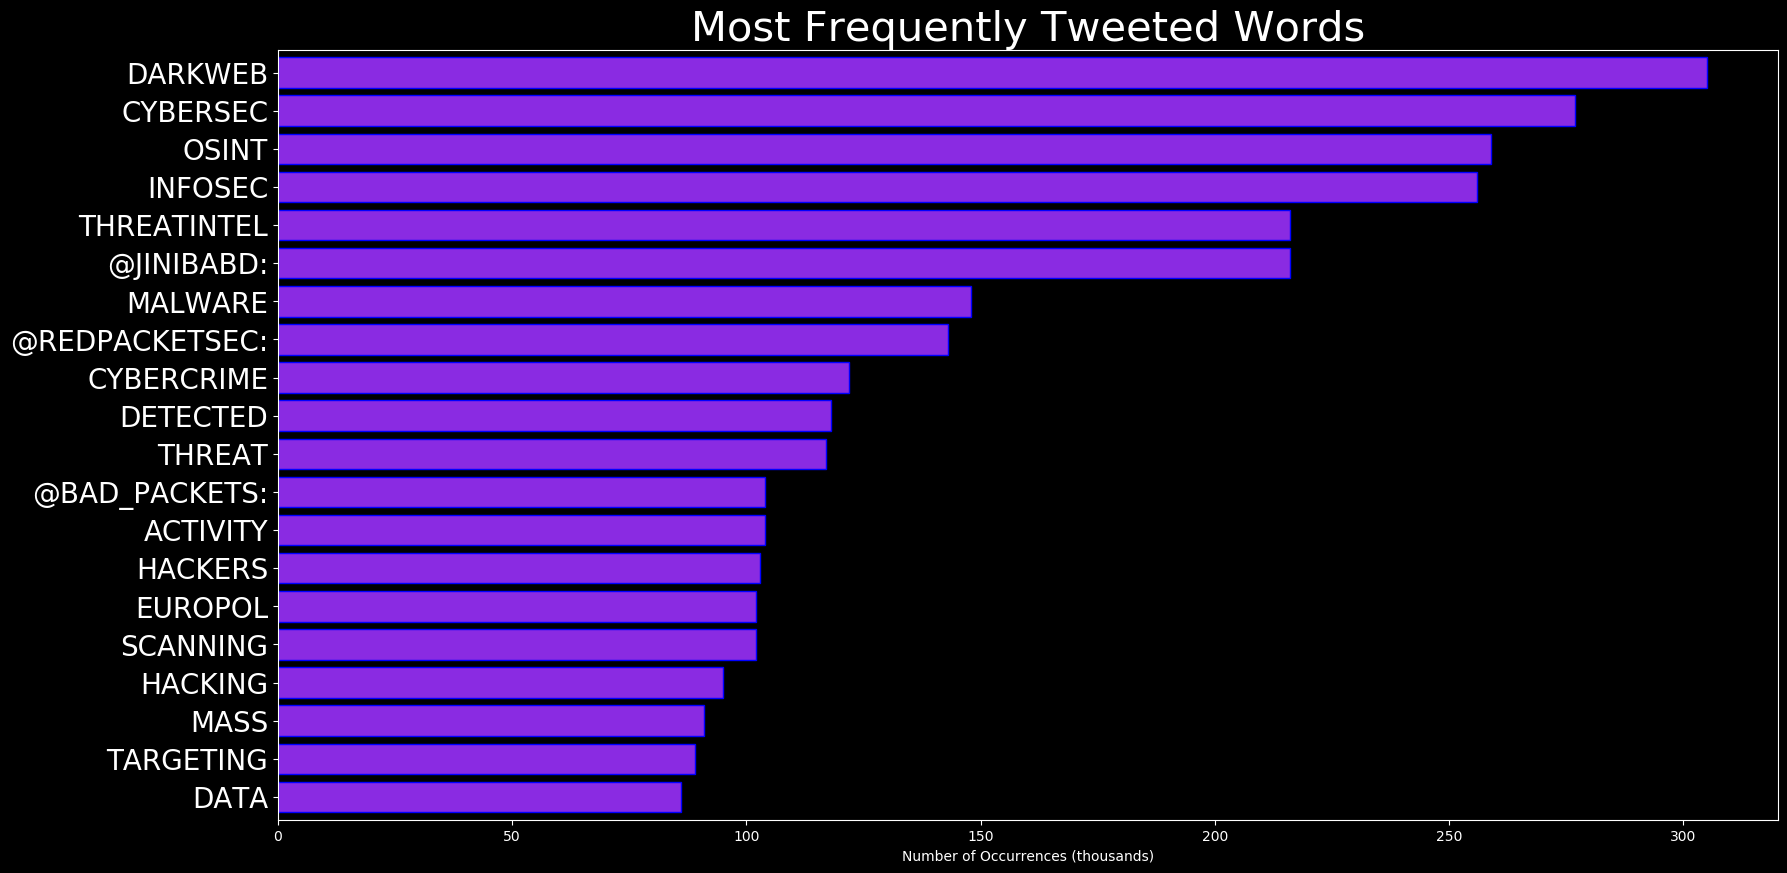 Most Frequently Tweeted Words
DARKWEB
CYBERSEC
OSINT
INFOSEC
THREATINTEL
@JINIBABD:
MALWARE
@REDPACKETSEC:
CYBERCRIME
DETECTED
THREAT
@BAD_PACKETS:
ACTIVITY
HACKERS
EUROPOL
SCANNING
HACKING
MASS
TARGETING
DATA
0 50 100 150 200 250 300
Number of Occurrences (thousands)